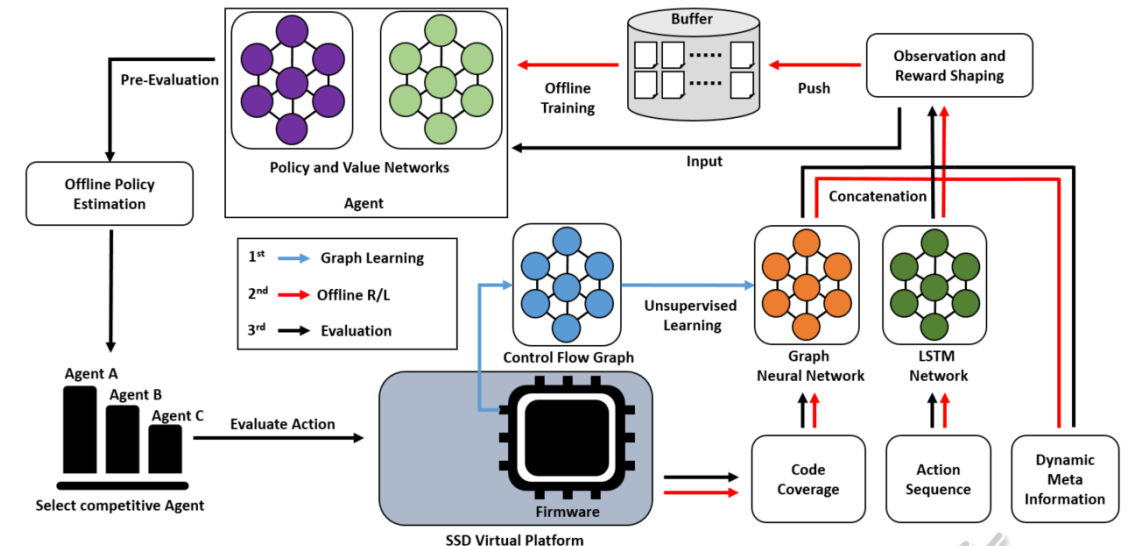 Buffer
Observation and
Reward Shaping
Pre-Evaluation
Offline
Training
Push
Policy and Value Networks
Agent
Input
Offline Policy
Estimation
Concatenation
1st Graph Learning
2nd Offline R/L
3rd Evaluation
Unsupervised
Learning
Control Flow Graph
Graph
Neural Network
LSTM
Network
Agent A
Agent B
Agent C
Evaluate Action
Select competitive Agent
Firmware
SSD Virtual Platform
Code
Coverage
Action
Sequence
Dynamic
Meta
Information